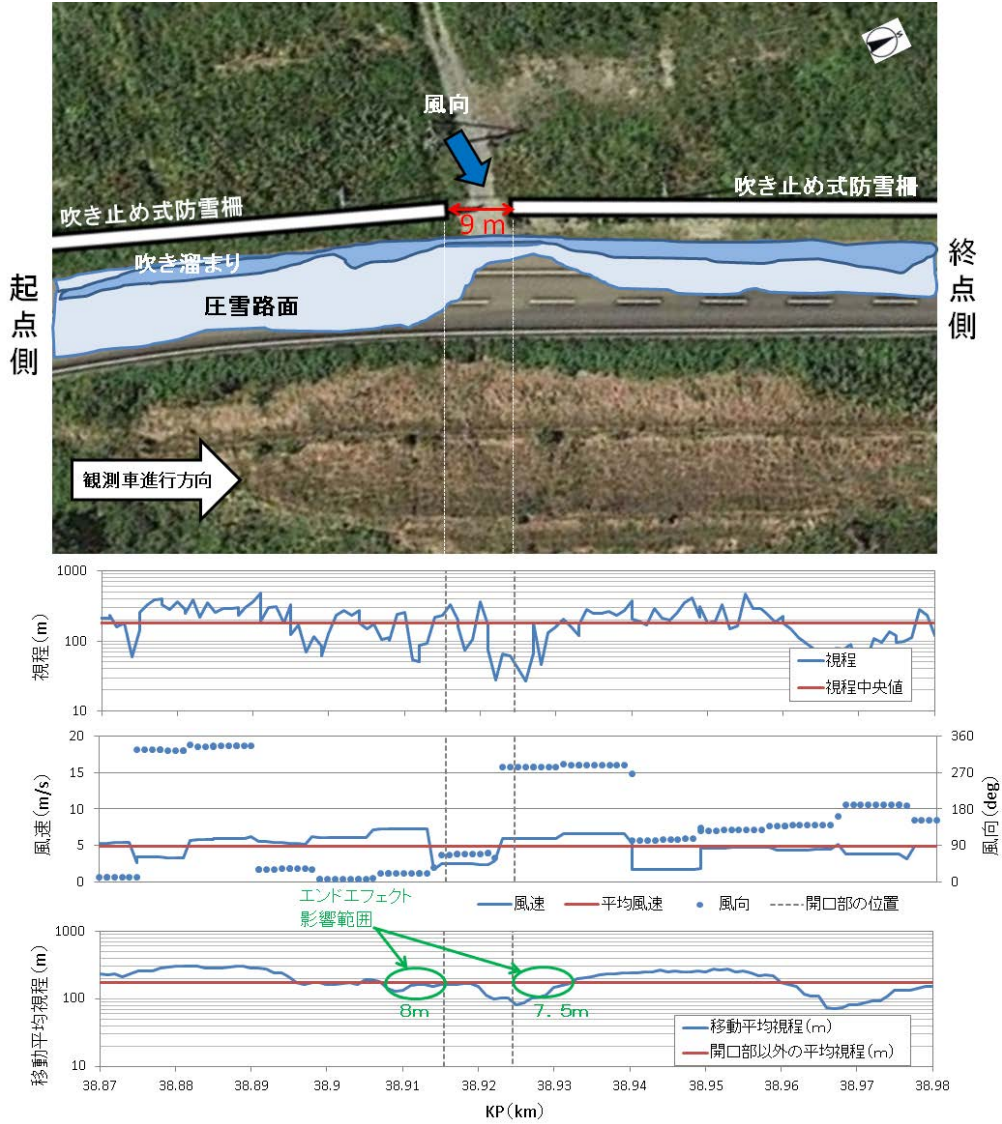 S
風向
吹き止め式防雪柵
吹き止め式防雪柵
9 m
吹き溜まり
圧雪路面
起点側
終点側
観測車進行方向
1000
100
10
視程(m)
視程
視程中央値
20
15
10
5
0
風速(m/s)
360
270
180
90
0
風向(deg)
エンドエフェクト
影響範囲
風速
平均風速
風向
開口部の位置
1000
100
10
移動平均視程(m)
8m
7.5m
移動平均視程(m)
開口部以外の平均視程(m)
38.87
38.88
38.89
38.9
38.91
38.92
38.93
38.94
38.95
38.96
38.97
38.98
KP(km)